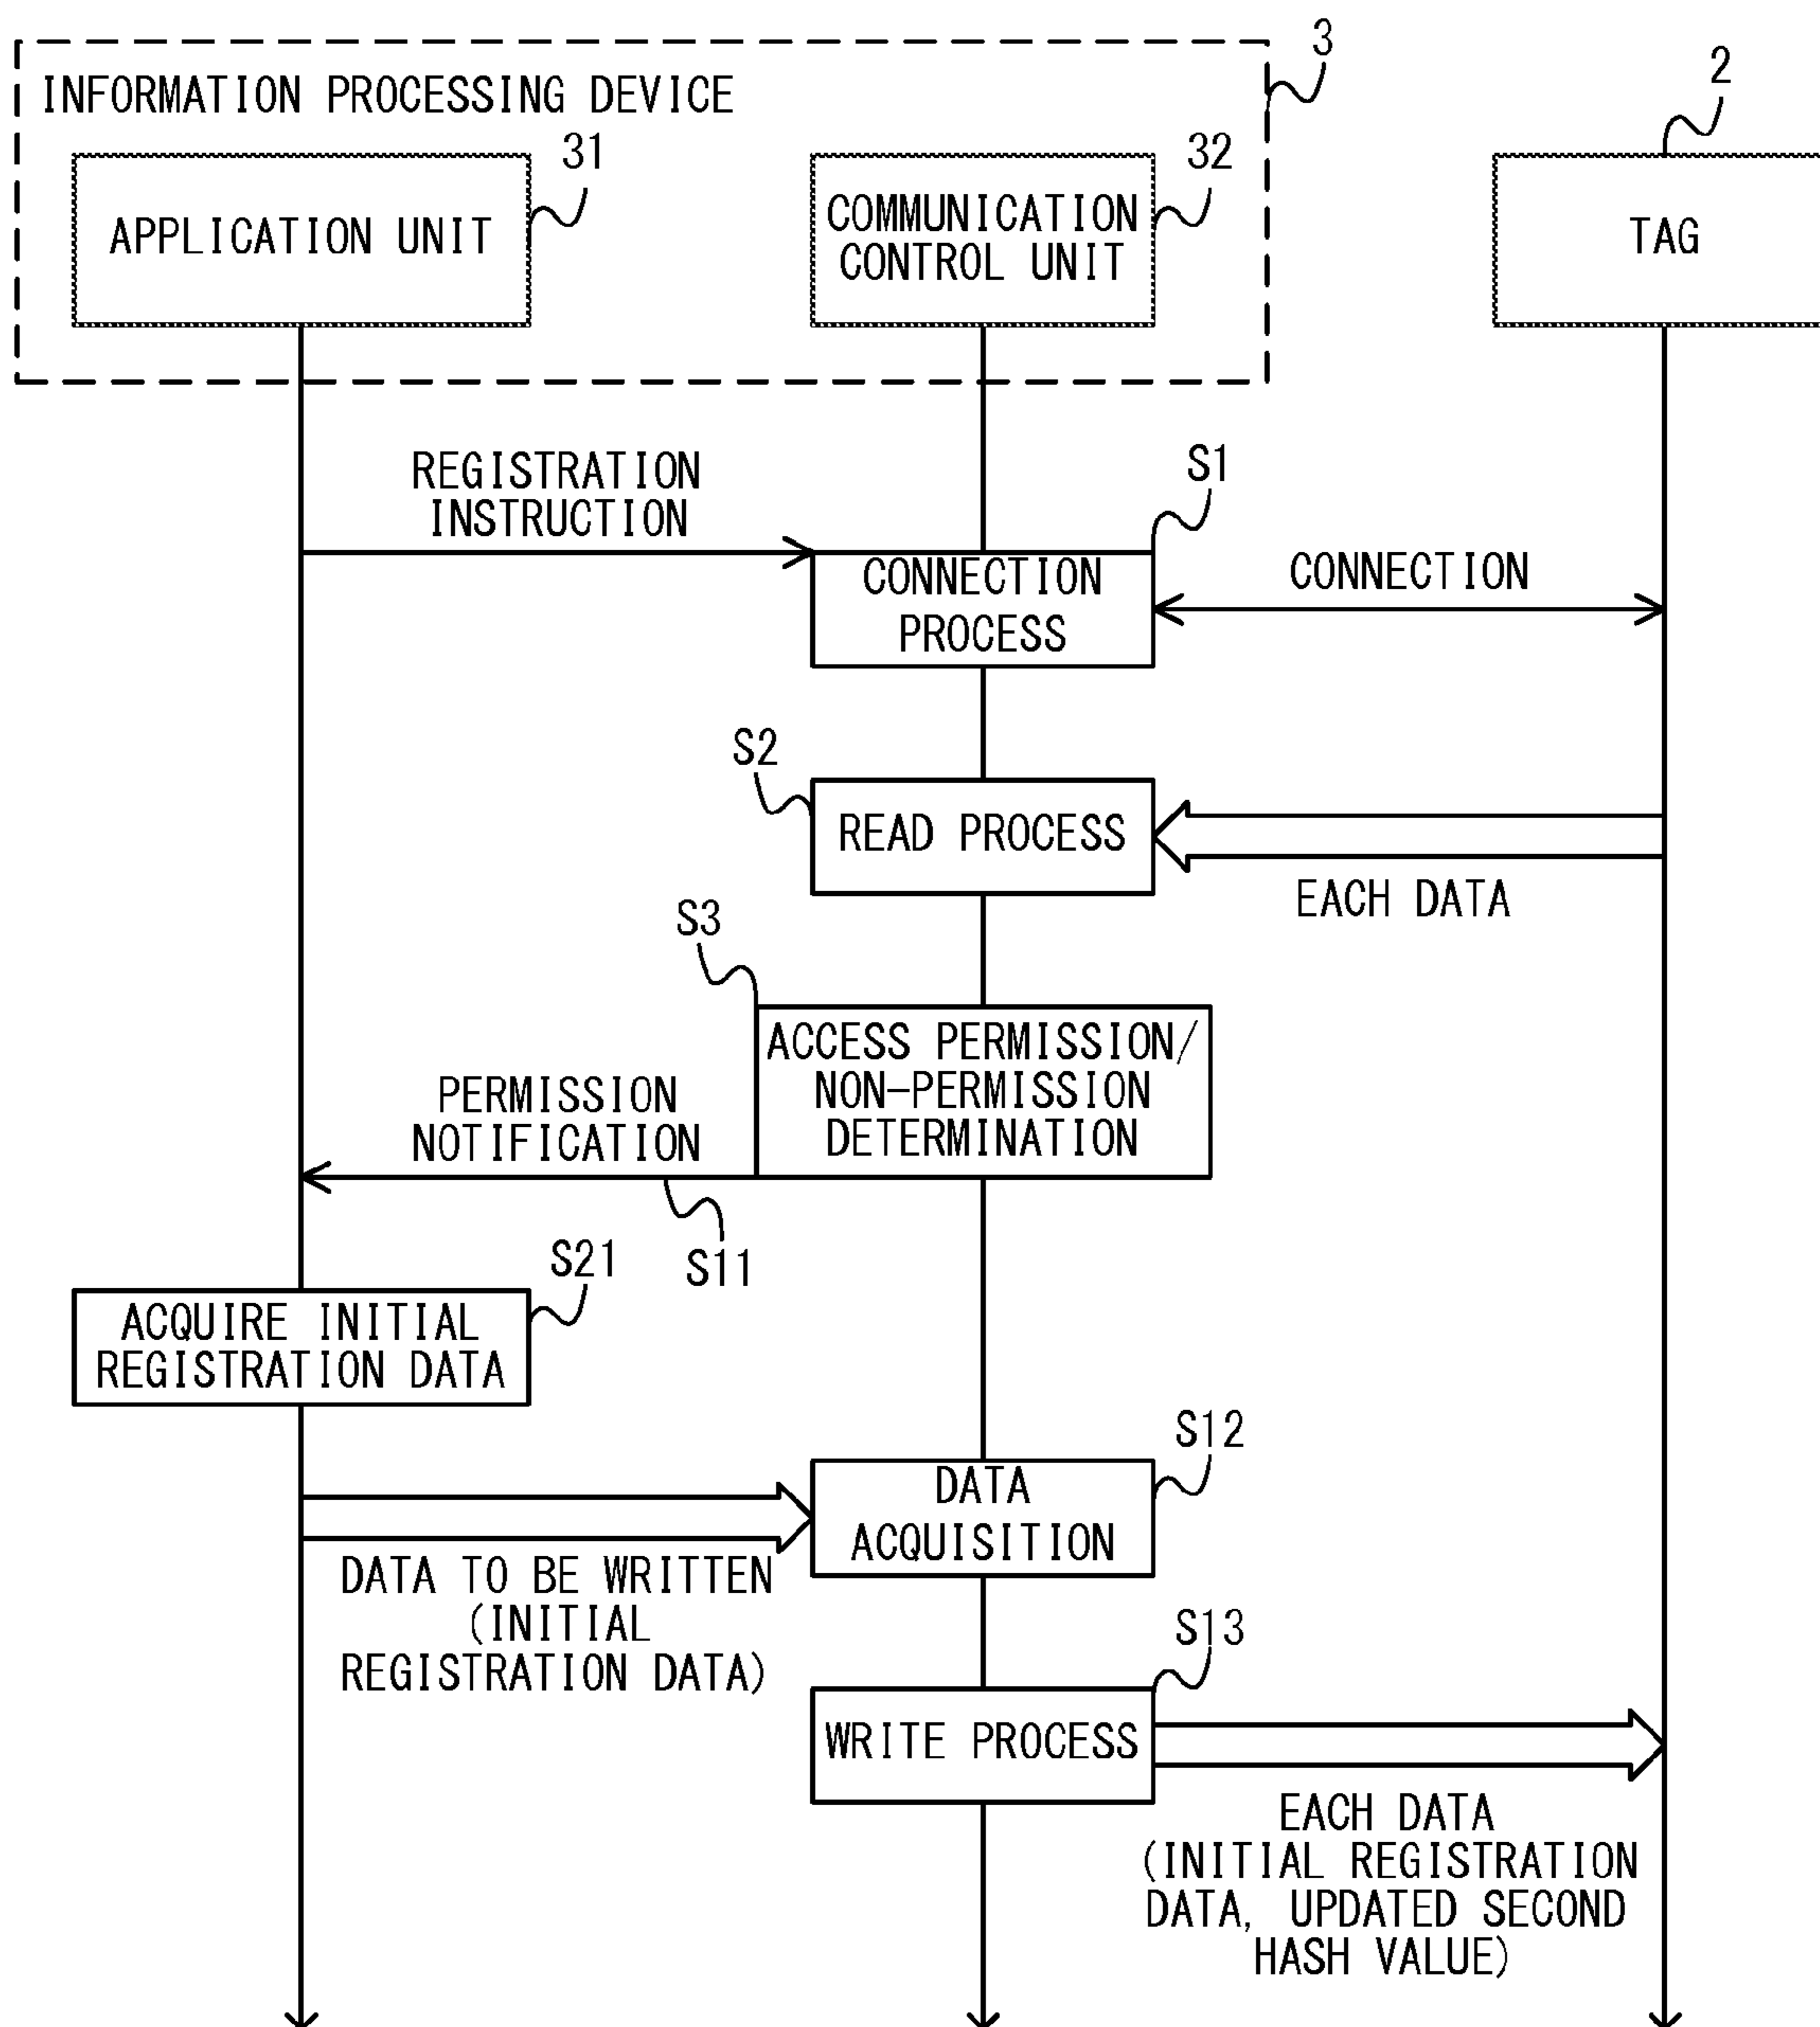 3
2
INFORMATION PROCESSING DEVICE
31
32
APPLICATION UNIT
COMMUNICATION
CONTROL UNIT
TAG
REGISTRATION
INSTRUCTION
S1
CONNECTION
PROCESS
CONNECTION
S2
READ PROCESS
EACH DATA
S3
ACCESS PERMISSION/
NON-PERMISSION
DETERMINATION
PERMISSION
NOTIFICATION
S11
S21
ACQUIRE INITIAL
REGISTRATION DATA
S12
DATA
ACQUISITION
DATA TO BE WRITTEN
(INITIAL
REGISTRATION DATA)
S13
WRITE PROCESS
EACH DATA
(INITIAL REGISTRATION
DATA, UPDATED SECOND
HASH VALUE)